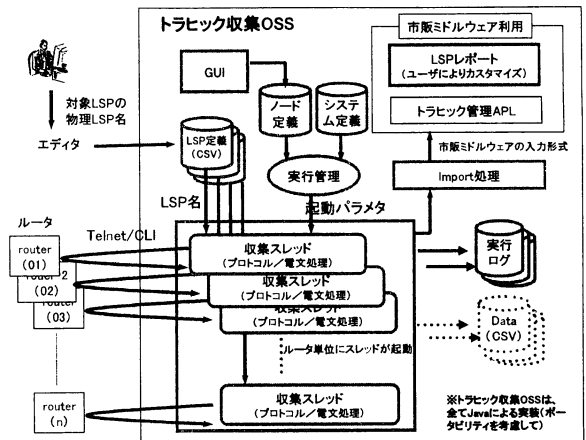 トラヒック収集OSS
市販ミドルウェア利用
LSPレポート
(ユーザによりカスタマイズ)
トラヒック管理APL
GUI
ノード
定義
システ
ム定義
対象LSPの
物理LSP名
エディタ
LSP定義
(CSV)
実行管理
市販ミドルウェアの入力形式
Import処理
LSP名
起動パラメタ
ルータ
Telnet/CLI
router
(01)
router 2
(02)
router
(03)
router
(n)
収集スレッド
(プロトコル/電文処理)
収集スレッド
(プロトコル/電文処理)
収集スレッド
(プロトコル/電文処理)
ルータ単位にスレッドが起動
収集スレッド
(プロトコル/電文処理)
実行
ログ
Data
(CSV)
※トラヒック収集OSSは、
全てJavaによる実装(ポー
タビリティを考慮して)